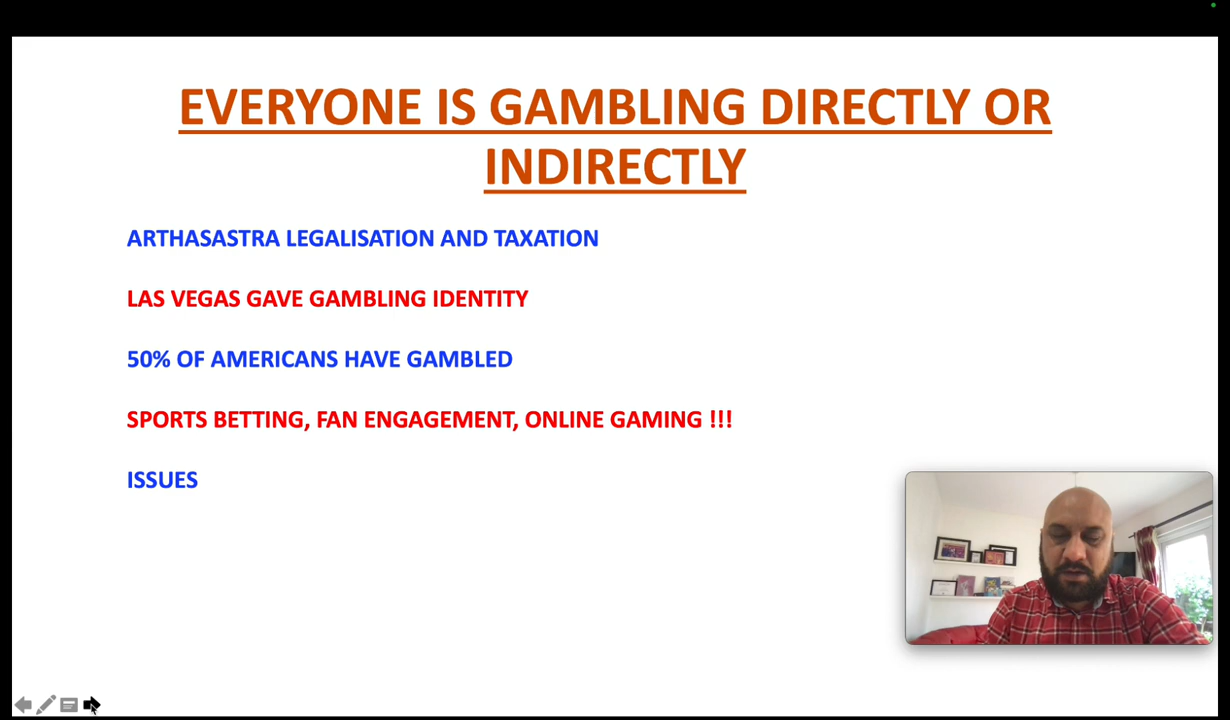 EVERYONE IS GAMBLING DIRECTLY OR
INDIRECTLY
ARTHASASTRA LEGALISATION AND TAXATION
LAS VEGAS GAVE GAMBLING IDENTITY
50% OF AMERICANS HAVE GAMBLED
SPORTS BETTING, FAN ENGAGEMENT, ONLINE GAMING !!!
ISSUES